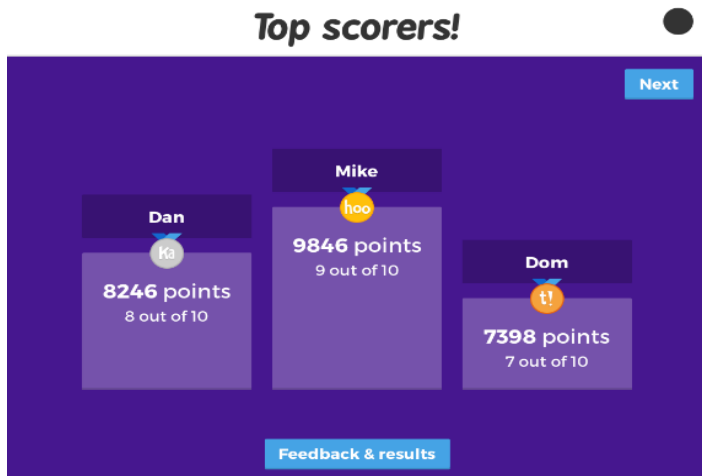 Top scorers!
Next
Mike
hoo
9846 points
9 out of 10
Dan
Ka
8246 points
8 out of 10
Dom
t!
7398 points
7 out of 10
Feedback & results